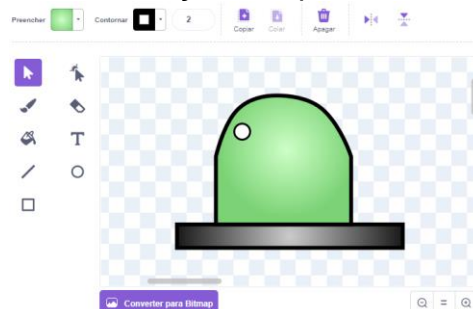 Preencher
Contornar
2
Copiar
Colar
Apagar
T
Converter para Bitmap
=